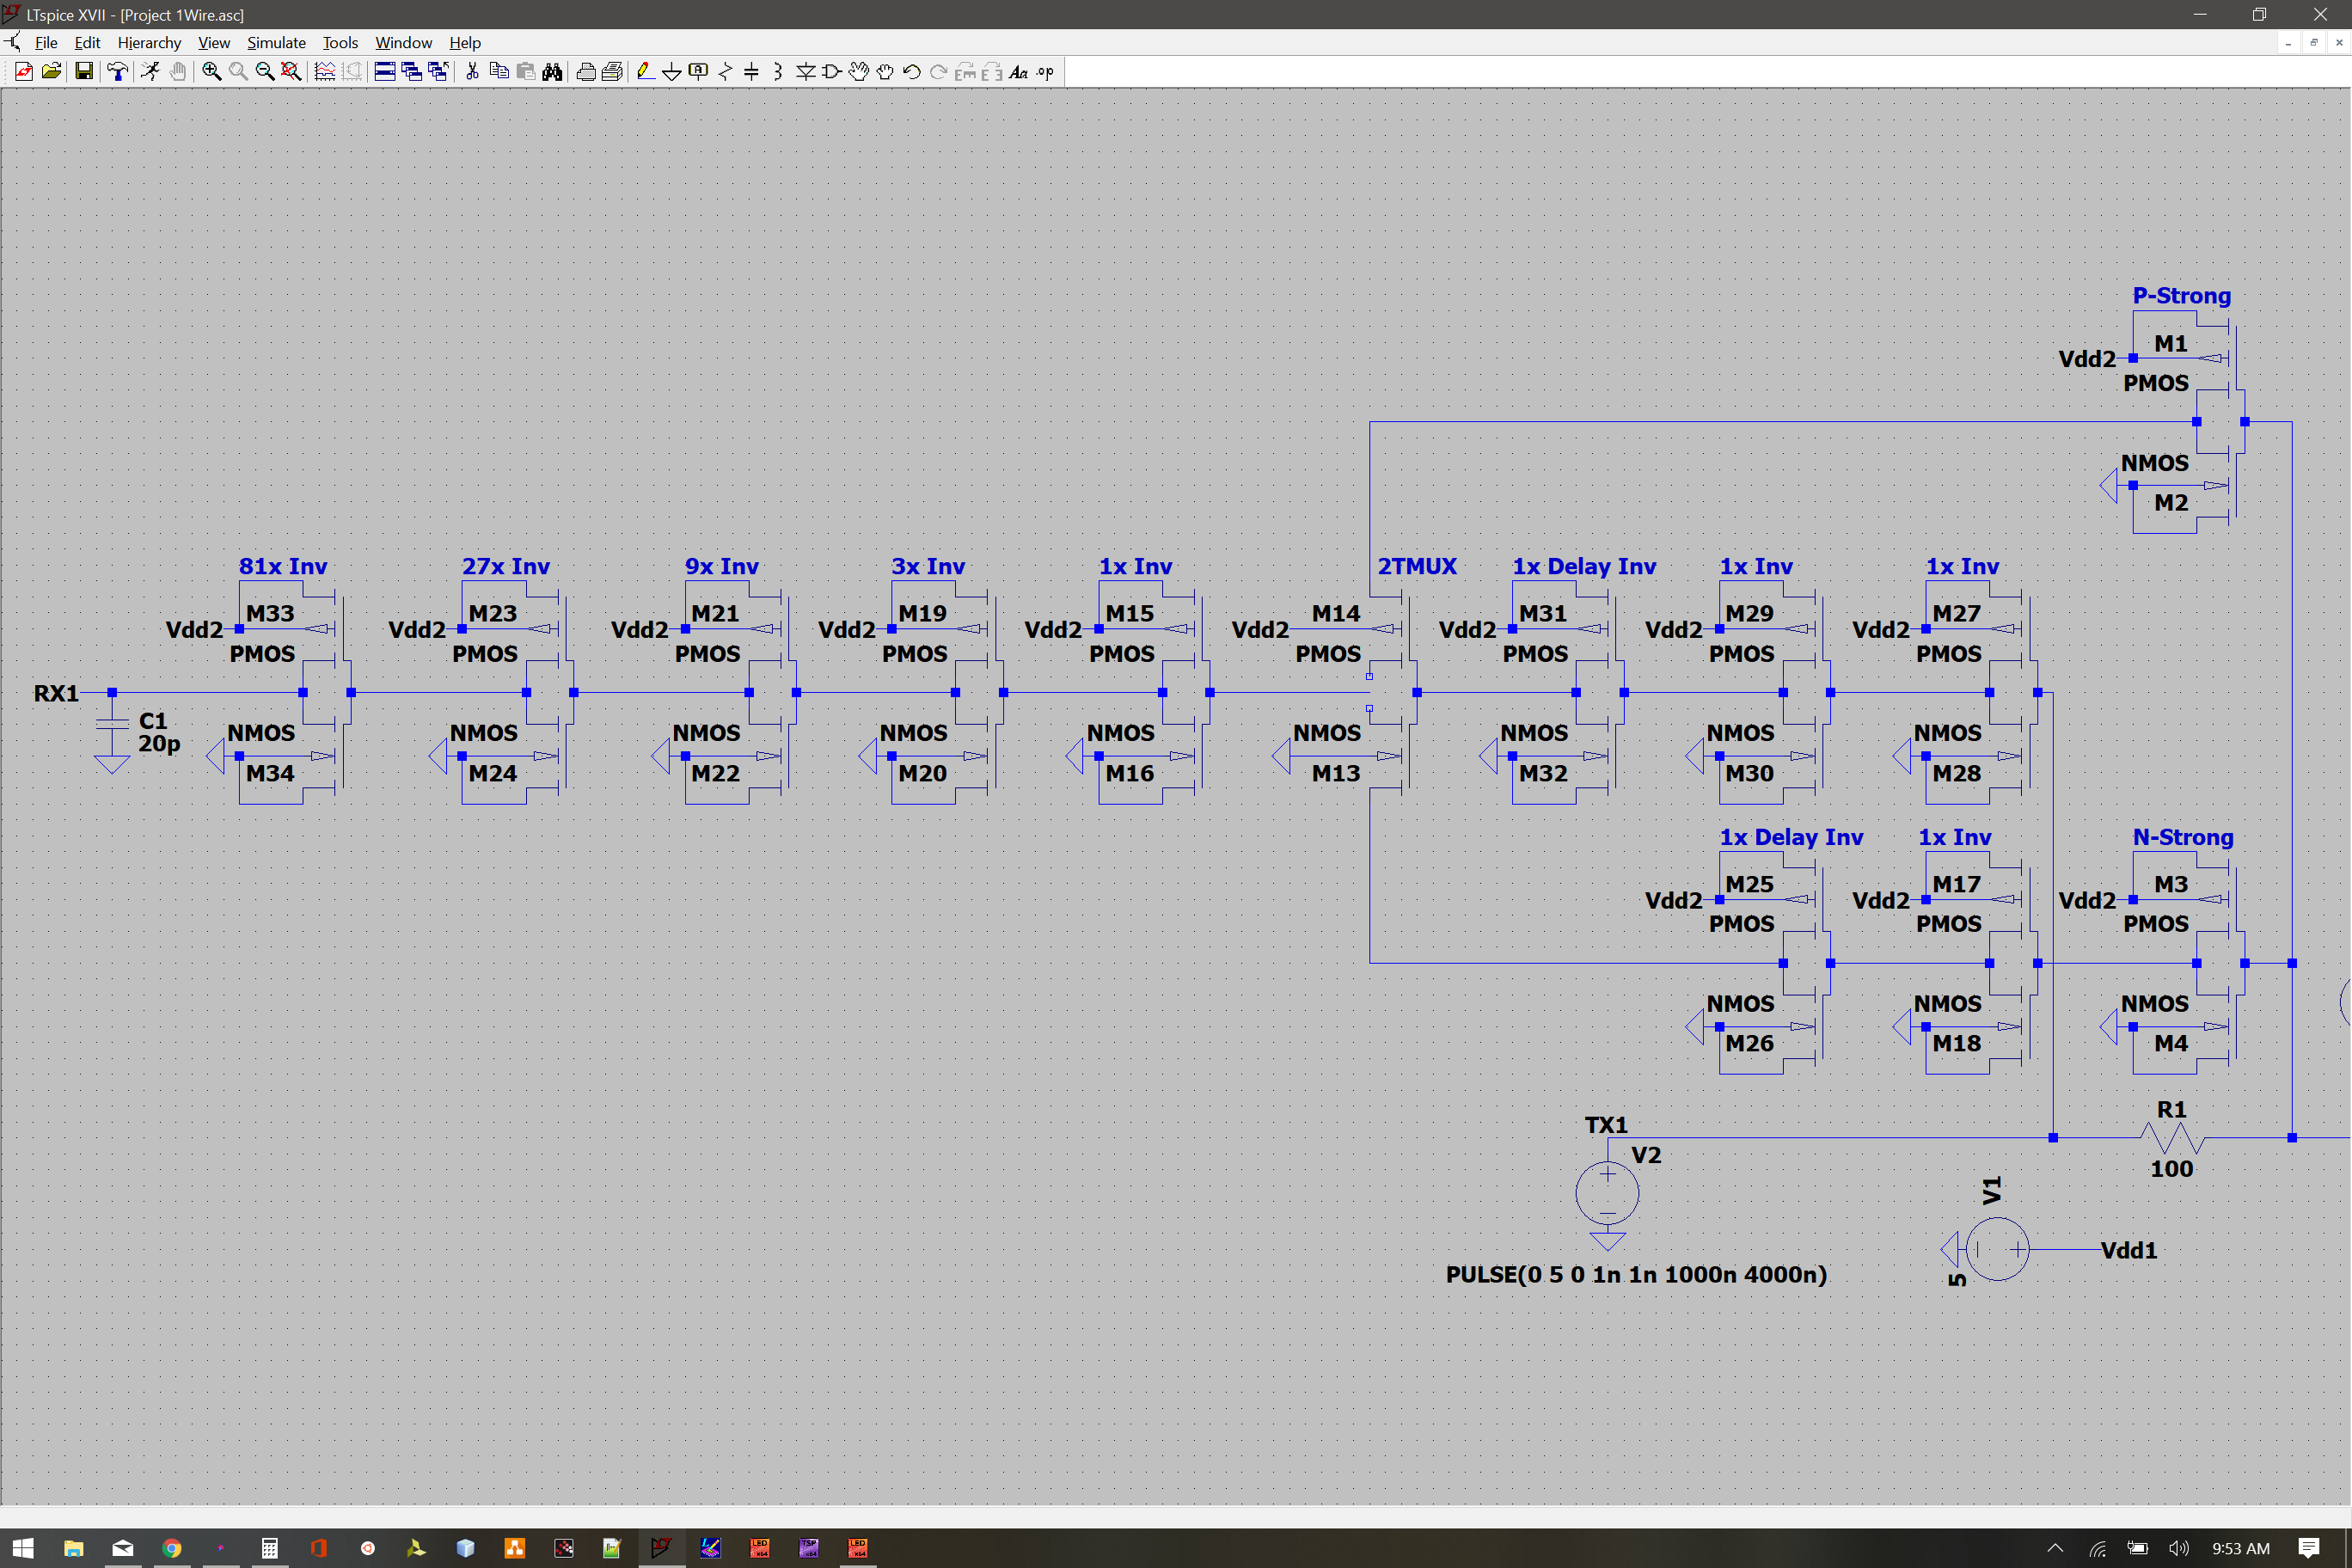 LTspice XVII - [Project 1Wire.asc]
File Edit Hierarchy View Simulate Tools Window Help
Aa .op
P-Strong
M1
Vdd2
PMOS
NMOS
M2
81x Inv 27x Inv 9x Inv 3x Inv 1x Inv 2TMUX 1x Delay Inv 1x Inv 1x Inv
M33 M23 M21 M19 M15 M14 M31 M29 M27
Vdd2 Vdd2 Vdd2 Vdd2 Vdd2 Vdd2 Vdd2 Vdd2 Vdd2
PMOS PMOS PMOS PMOS PMOS PMOS PMOS PMOS PMOS
RX1
C1
20p
NMOS NMOS NMOS NMOS NMOS NMOS NMOS NMOS NMOS
M34 M24 M22 M20 M16 M13 M32 M30 M28
1x Delay Inv 1x Inv N-Strong
M25 M17 M3
Vdd2 Vdd2 Vdd2
PMOS PMOS PMOS
NMOS NMOS NMOS
M26 M18 M4
TX1
V2
R1
100
V1
Vdd1
5
PULSE(0 5 0 1n 1n 1000n 4000n)
9:53 AM